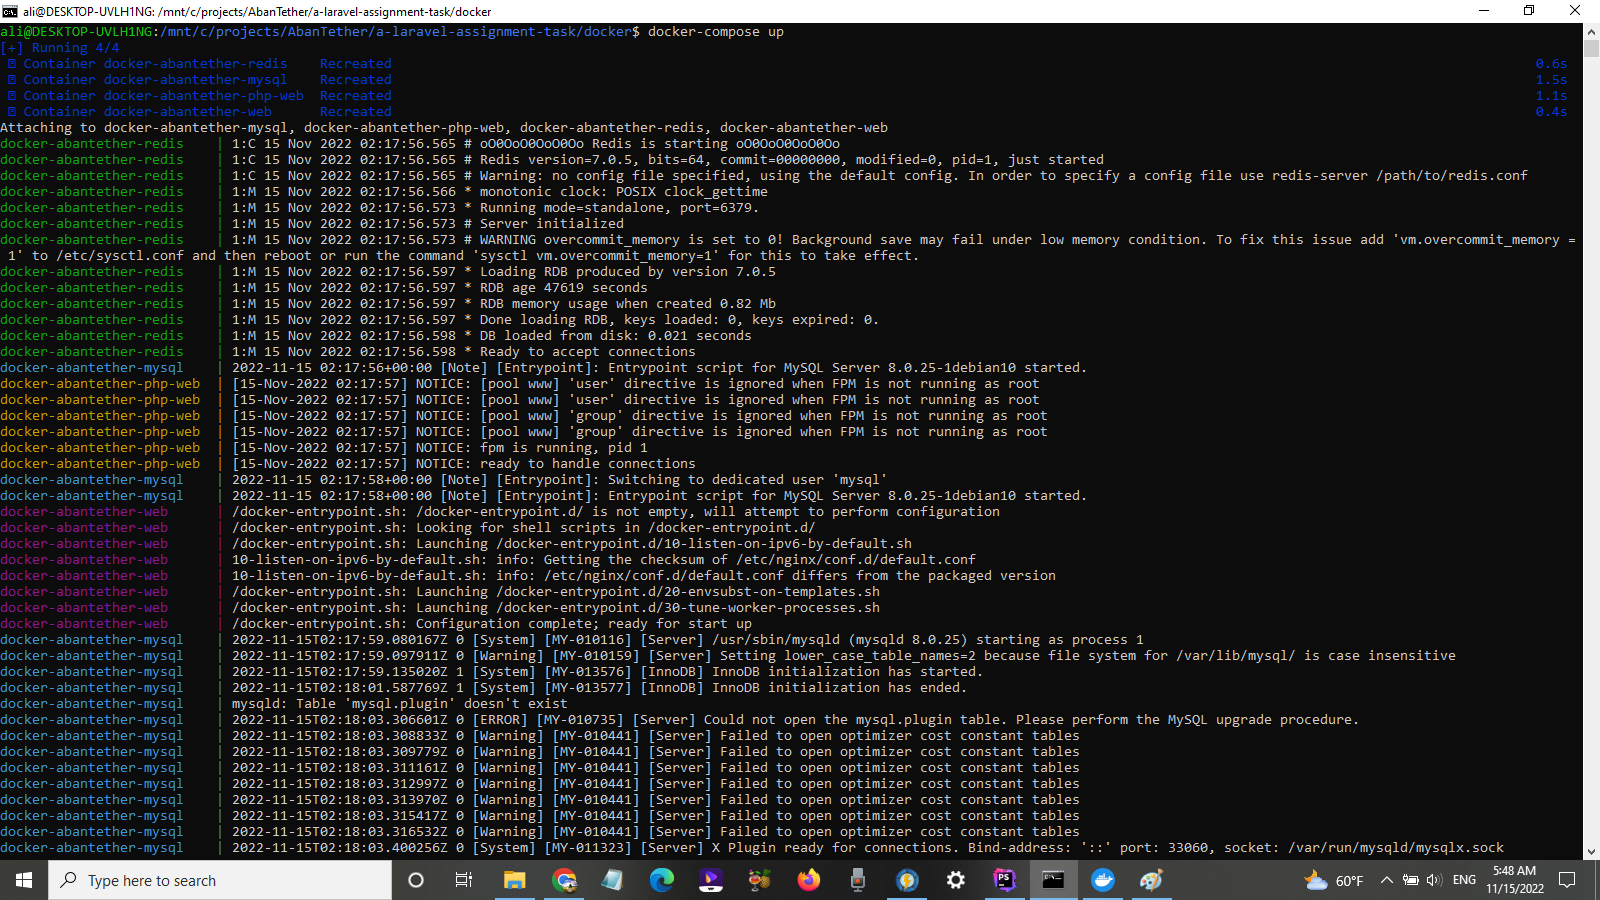 ali@DESKTOP-UVLH1NG: /mnt/c/projects/AbanTether/a-laravel-assignment-task/docker
ali@DESKTOP-UVLH1NG:/mnt/c/projects/AbanTether/a-laravel-assignment-task/docker$ docker-compose up
[+] Running 4/4
Container docker-abantether-redis Recreated 0.6s
Container docker-abantether-mysql Recreated 1.5s
Container docker-abantether-php-web Recreated 1.1s
Container docker-abantether-web Recreated 0.4s
Attaching to docker-abantether-mysql, docker-abantether-php-web, docker-abantether-redis, docker-abantether-web
docker-abantether-redis | 1:C 15 Nov 2022 02:17:56.565 # oO0OoO0OoO0Oo Redis is starting oO0OoO0OoO0Oo
docker-abantether-redis | 1:C 15 Nov 2022 02:17:56.565 # Redis version=7.0.5, bits=64, commit=00000000, modified=0, pid=1, just started
docker-abantether-redis | 1:C 15 Nov 2022 02:17:56.565 # Warning: no config file specified, using the default config. In order to specify a config file use redis-server /path/to/redis.conf
docker-abantether-redis | 1:M 15 Nov 2022 02:17:56.566 * monotonic clock: POSIX clock_gettime
docker-abantether-redis | 1:M 15 Nov 2022 02:17:56.573 * Running mode=standalone, port=6379.
docker-abantether-redis | 1:M 15 Nov 2022 02:17:56.573 # Server initialized
docker-abantether-redis | 1:M 15 Nov 2022 02:17:56.573 # WARNING overcommit_memory is set to 0! Background save may fail under low memory condition. To fix this issue add 'vm.overcommit_memory =
1' to /etc/sysctl.conf and then reboot or run the command 'sysctl vm.overcommit_memory=1' for this to take effect.
docker-abantether-redis | 1:M 15 Nov 2022 02:17:56.597 * Loading RDB produced by version 7.0.5
docker-abantether-redis | 1:M 15 Nov 2022 02:17:56.597 * RDB age 47619 seconds
docker-abantether-redis | 1:M 15 Nov 2022 02:17:56.597 * RDB memory usage when created 0.82 Mb
docker-abantether-redis | 1:M 15 Nov 2022 02:17:56.597 * Done loading RDB, keys loaded: 0, keys expired: 0.
docker-abantether-redis | 1:M 15 Nov 2022 02:17:56.598 * DB loaded from disk: 0.021 seconds
docker-abantether-redis | 1:M 15 Nov 2022 02:17:56.598 * Ready to accept connections
docker-abantether-mysql | 2022-11-15 02:17:56+00:00 [Note] [Entrypoint]: Entrypoint script for MySQL Server 8.0.25-1debian10 started.
docker-abantether-php-web | [15-Nov-2022 02:17:57] NOTICE: [pool www] 'user' directive is ignored when FPM is not running as root
docker-abantether-php-web | [15-Nov-2022 02:17:57] NOTICE: [pool www] 'user' directive is ignored when FPM is not running as root
docker-abantether-php-web | [15-Nov-2022 02:17:57] NOTICE: [pool www] 'group' directive is ignored when FPM is not running as root
docker-abantether-php-web | [15-Nov-2022 02:17:57] NOTICE: [pool www] 'group' directive is ignored when FPM is not running as root
docker-abantether-php-web | [15-Nov-2022 02:17:57] NOTICE: fpm is running, pid 1
docker-abantether-php-web | [15-Nov-2022 02:17:57] NOTICE: ready to handle connections
docker-abantether-mysql | 2022-11-15 02:17:58+00:00 [Note] [Entrypoint]: Switching to dedicated user 'mysql'
docker-abantether-mysql | 2022-11-15 02:17:58+00:00 [Note] [Entrypoint]: Entrypoint script for MySQL Server 8.0.25-1debian10 started.
docker-abantether-web | /docker-entrypoint.sh: /docker-entrypoint.d/ is not empty, will attempt to perform configuration
docker-abantether-web | /docker-entrypoint.sh: Looking for shell scripts in /docker-entrypoint.d/
docker-abantether-web | /docker-entrypoint.sh: Launching /docker-entrypoint.d/10-listen-on-ipv6-by-default.sh
docker-abantether-web | 10-listen-on-ipv6-by-default.sh: info: Getting the checksum of /etc/nginx/conf.d/default.conf
docker-abantether-web | 10-listen-on-ipv6-by-default.sh: info: /etc/nginx/conf.d/default.conf differs from the packaged version
docker-abantether-web | /docker-entrypoint.sh: Launching /docker-entrypoint.d/20-envsubst-on-templates.sh
docker-abantether-web | /docker-entrypoint.sh: Launching /docker-entrypoint.d/30-tune-worker-processes.sh
docker-abantether-web | /docker-entrypoint.sh: Configuration complete; ready for start up
docker-abantether-mysql | 2022-11-15T02:17:59.080167Z 0 [System] [MY-010116] [Server] /usr/sbin/mysqld (mysqld 8.0.25) starting as process 1
docker-abantether-mysql | 2022-11-15T02:17:59.097911Z 0 [Warning] [MY-010159] [Server] Setting lower_case_table_names=2 because file system for /var/lib/mysql/ is case insensitive
docker-abantether-mysql | 2022-11-15T02:17:59.135020Z 1 [System] [MY-013576] [InnoDB] InnoDB initialization has started.
docker-abantether-mysql | 2022-11-15T02:18:01.587769Z 1 [System] [MY-013577] [InnoDB] InnoDB initialization has ended.
docker-abantether-mysql | mysqld: Table 'mysql.plugin' doesn't exist
docker-abantether-mysql | 2022-11-15T02:18:03.306601Z 0 [ERROR] [MY-010735] [Server] Could not open the mysql.plugin table. Please perform the MySQL upgrade procedure.
docker-abantether-mysql | 2022-11-15T02:18:03.308833Z 0 [Warning] [MY-010441] [Server] Failed to open optimizer cost constant tables
docker-abantether-mysql | 2022-11-15T02:18:03.309779Z 0 [Warning] [MY-010441] [Server] Failed to open optimizer cost constant tables
docker-abantether-mysql | 2022-11-15T02:18:03.311161Z 0 [Warning] [MY-010441] [Server] Failed to open optimizer cost constant tables
docker-abantether-mysql | 2022-11-15T02:18:03.312997Z 0 [Warning] [MY-010441] [Server] Failed to open optimizer cost constant tables
docker-abantether-mysql | 2022-11-15T02:18:03.313970Z 0 [Warning] [MY-010441] [Server] Failed to open optimizer cost constant tables
docker-abantether-mysql | 2022-11-15T02:18:03.315417Z 0 [Warning] [MY-010441] [Server] Failed to open optimizer cost constant tables
docker-abantether-mysql | 2022-11-15T02:18:03.316532Z 0 [Warning] [MY-010441] [Server] Failed to open optimizer cost constant tables
docker-abantether-mysql | 2022-11-15T02:18:03.400256Z 0 [System] [MY-011323] [Server] X Plugin ready for connections. Bind-address: '::' port: 33060, socket: /var/run/mysqld/mysqlx.sock
Type here to search
PS
60°F
ENG
5:48 AM
11/15/2022